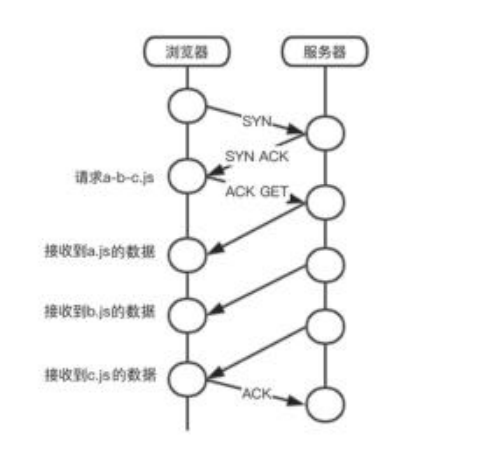 浏览器
服务器
SYN
SYN ACK
请求a-b-c.js
ACK GET
接收到a.js的数据
接收到b.js的数据
接收到c.js的数据
ACK